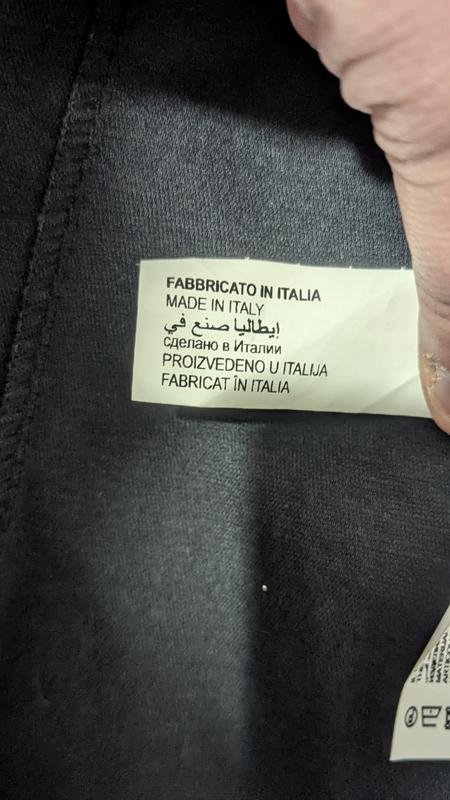 FABBRICATO IN ITALIA
MADE IN ITALY
إيطاليا صنع في
сделано в Италии
PROIZVEDENO U ITALIJA
FABRICAT ÎN ITALIA